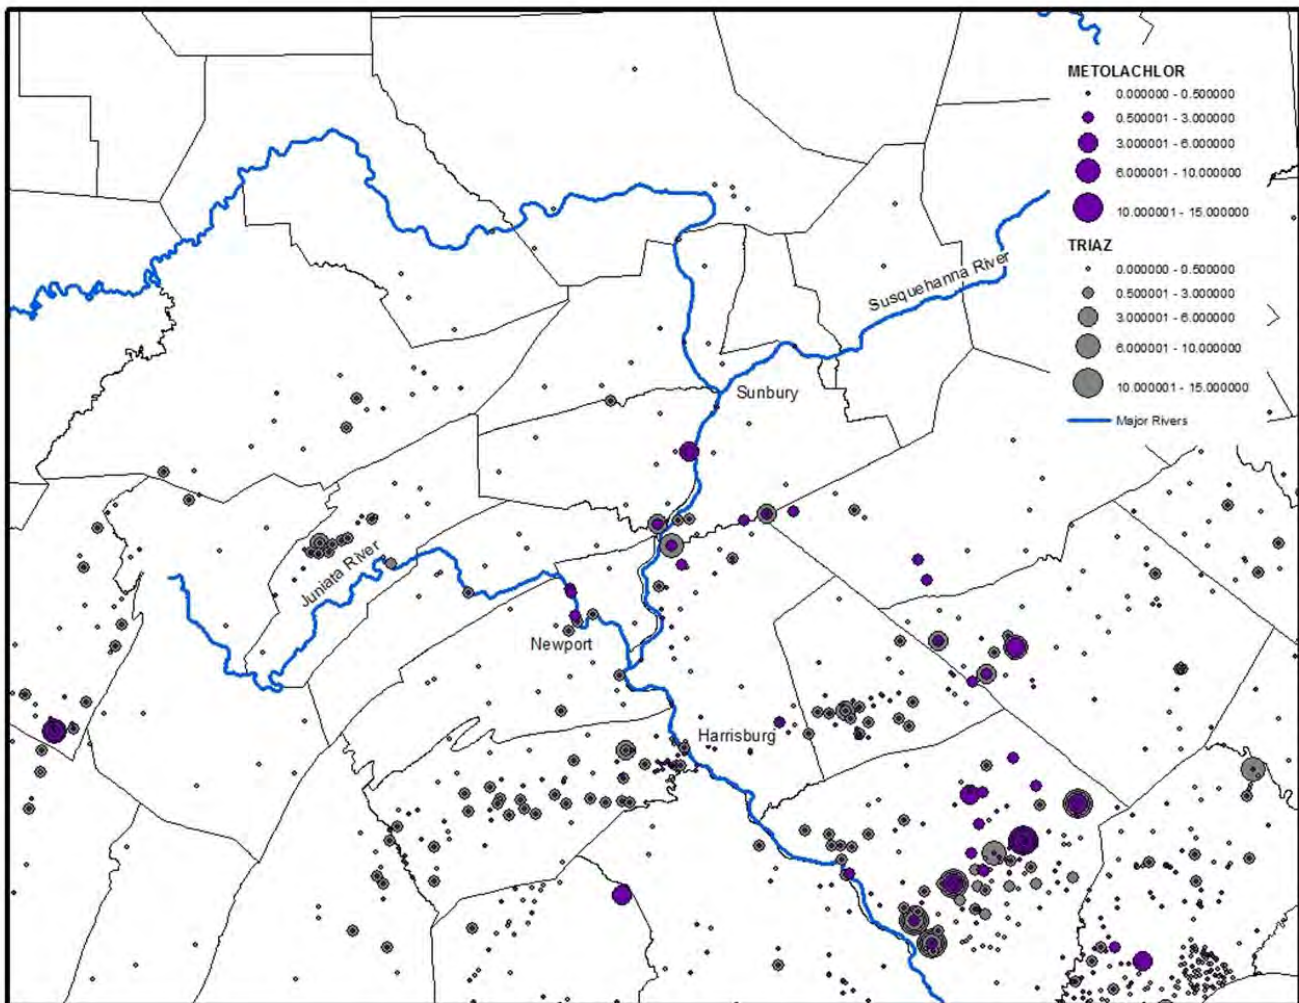 METOLACHLOR
0.000000 - 0.500000
0.500001 - 3.000000
3.000001 - 6.000000
6.000001 - 10.000000
10.000001 - 15.000000
TRIAZ
0.000000 - 0.500000
0.500001 - 3.000000
3.000001 - 6.000000
6.000001 - 10.000000
10.000001 - 15.000000
Major Rivers
Susquehanna River
Sunbury
Juniata River
Newport
Harrisburg